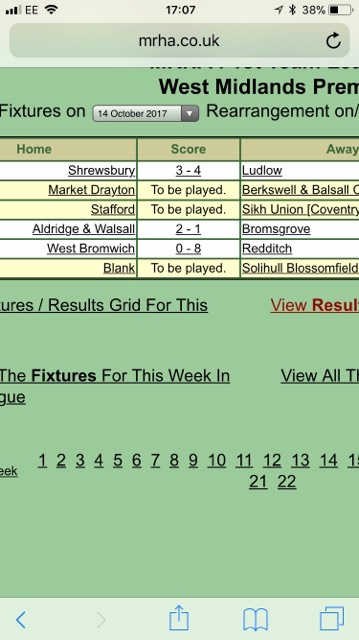 EE 17:07 38%
mrha.co.uk
West Midlands Prem
Fixtures on 14 October 2017 Rearrangement on/
Home Score Away
Shrewsbury 3 - 4 Ludlow
Market Drayton To be played. Berkswell & Balsall C
Stafford To be played. Sikh Union [Coventry
Aldridge & Walsall 2 - 1 Bromsgrove
West Bromwich 0 - 8 Redditch
Blank To be played. Solihull Blossomfield
ures / Results Grid For This View Resul
The Fixtures For This Week In View All Th
gue
eek 1 2 3 4 5 6 7 8 9 10 11 12 13 14 15
21 22